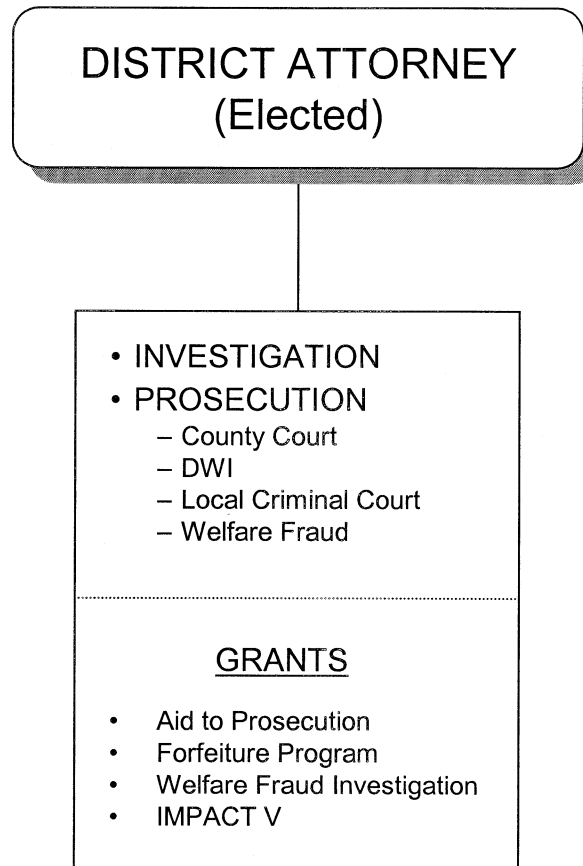 DISTRICT ATTORNEY
(Elected)
• INVESTIGATION
• PROSECUTION
– County Court
– DWI
– Local Criminal Court
– Welfare Fraud
GRANTS
• Aid to Prosecution
• Forfeiture Program
• Welfare Fraud Investigation
• IMPACT V